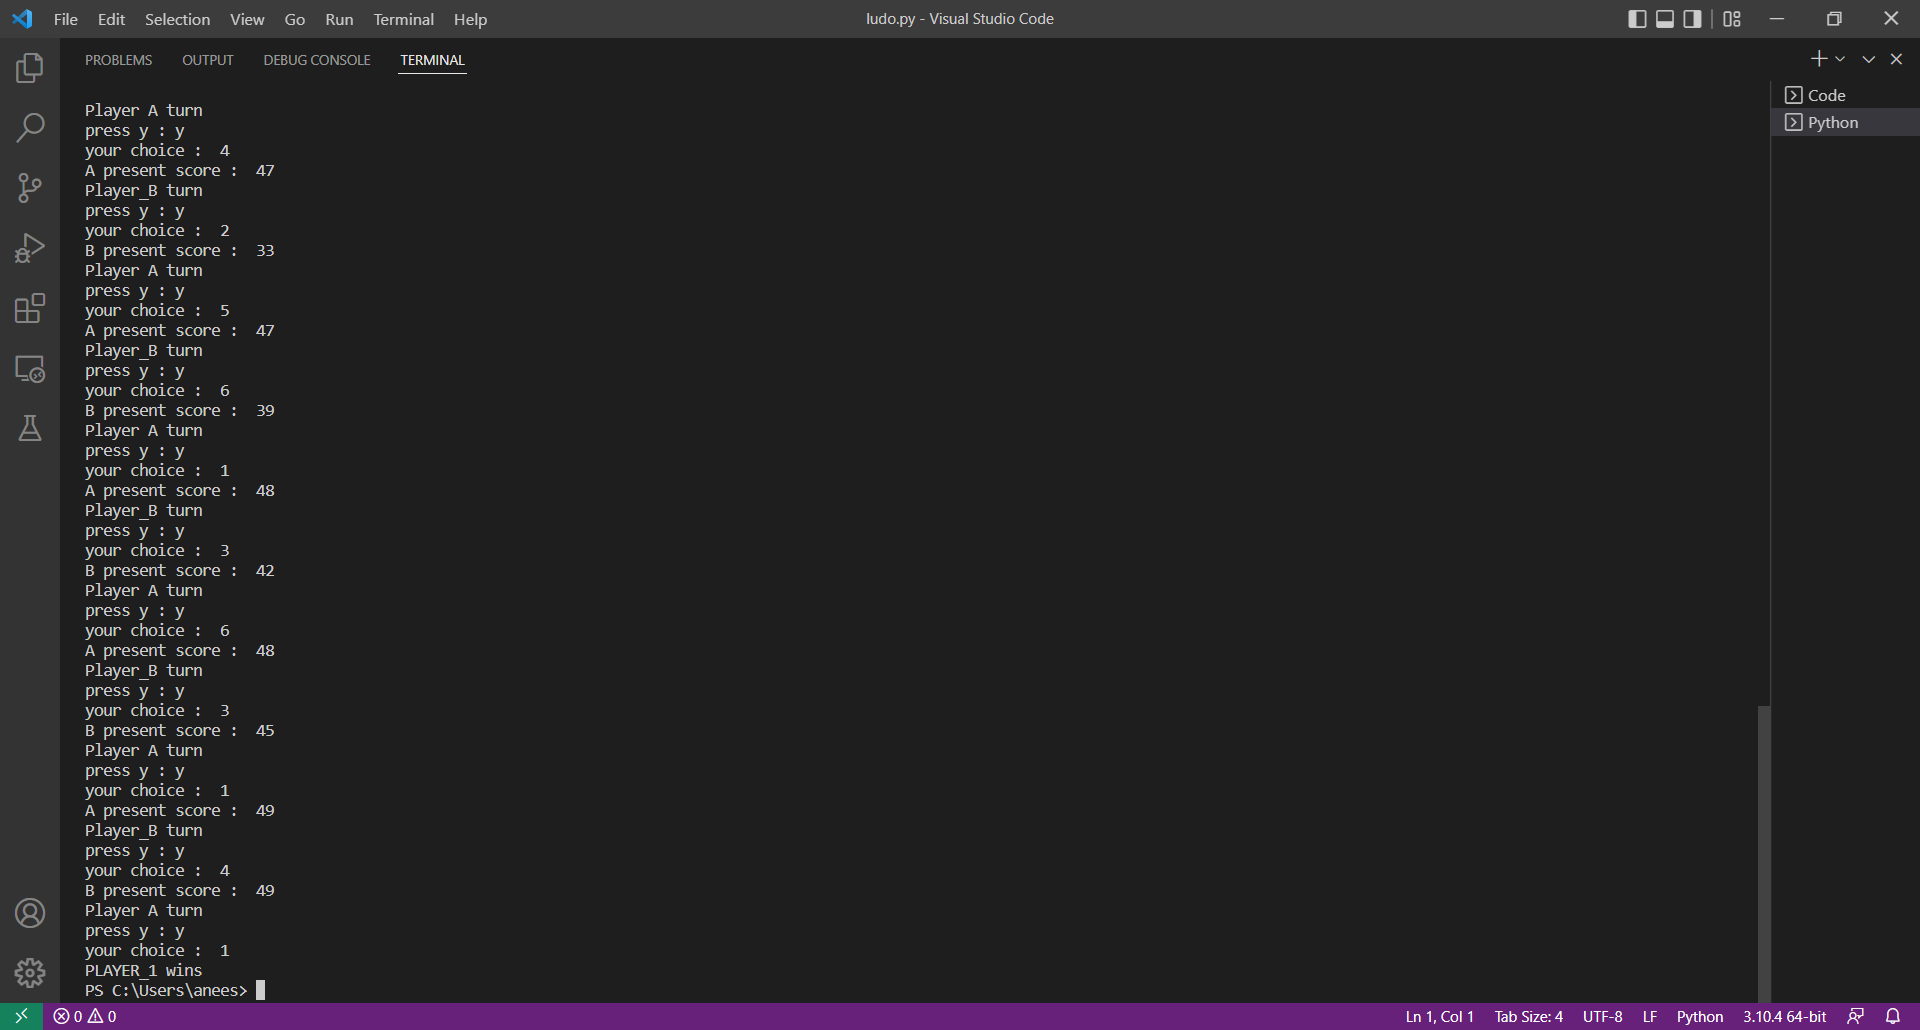 File Edit Selection View Go Run Terminal Help
ludo.py - Visual Studio Code
PROBLEMS OUTPUT DEBUG CONSOLE TERMINAL
Code
Python
Player A turn
press y : y
your choice :  4
A present score :  47
Player_B turn
press y : y
your choice :  2
B present score :  33
Player A turn
press y : y
your choice :  5
A present score :  47
Player_B turn
press y : y
your choice :  6
B present score :  39
Player A turn
press y : y
your choice :  1
A present score :  48
Player_B turn
press y : y
your choice :  3
B present score :  42
Player A turn
press y : y
your choice :  6
A present score :  48
Player_B turn
press y : y
your choice :  3
B present score :  45
Player A turn
press y : y
your choice :  1
A present score :  49
Player_B turn
press y : y
your choice :  4
B present score :  49
Player A turn
press y : y
your choice :  1
PLAYER_1 wins
PS C:\Users\anees>
0 0 Ln 1, Col 1 Tab Size: 4 UTF-8 LF Python 3.10.4 64-bit